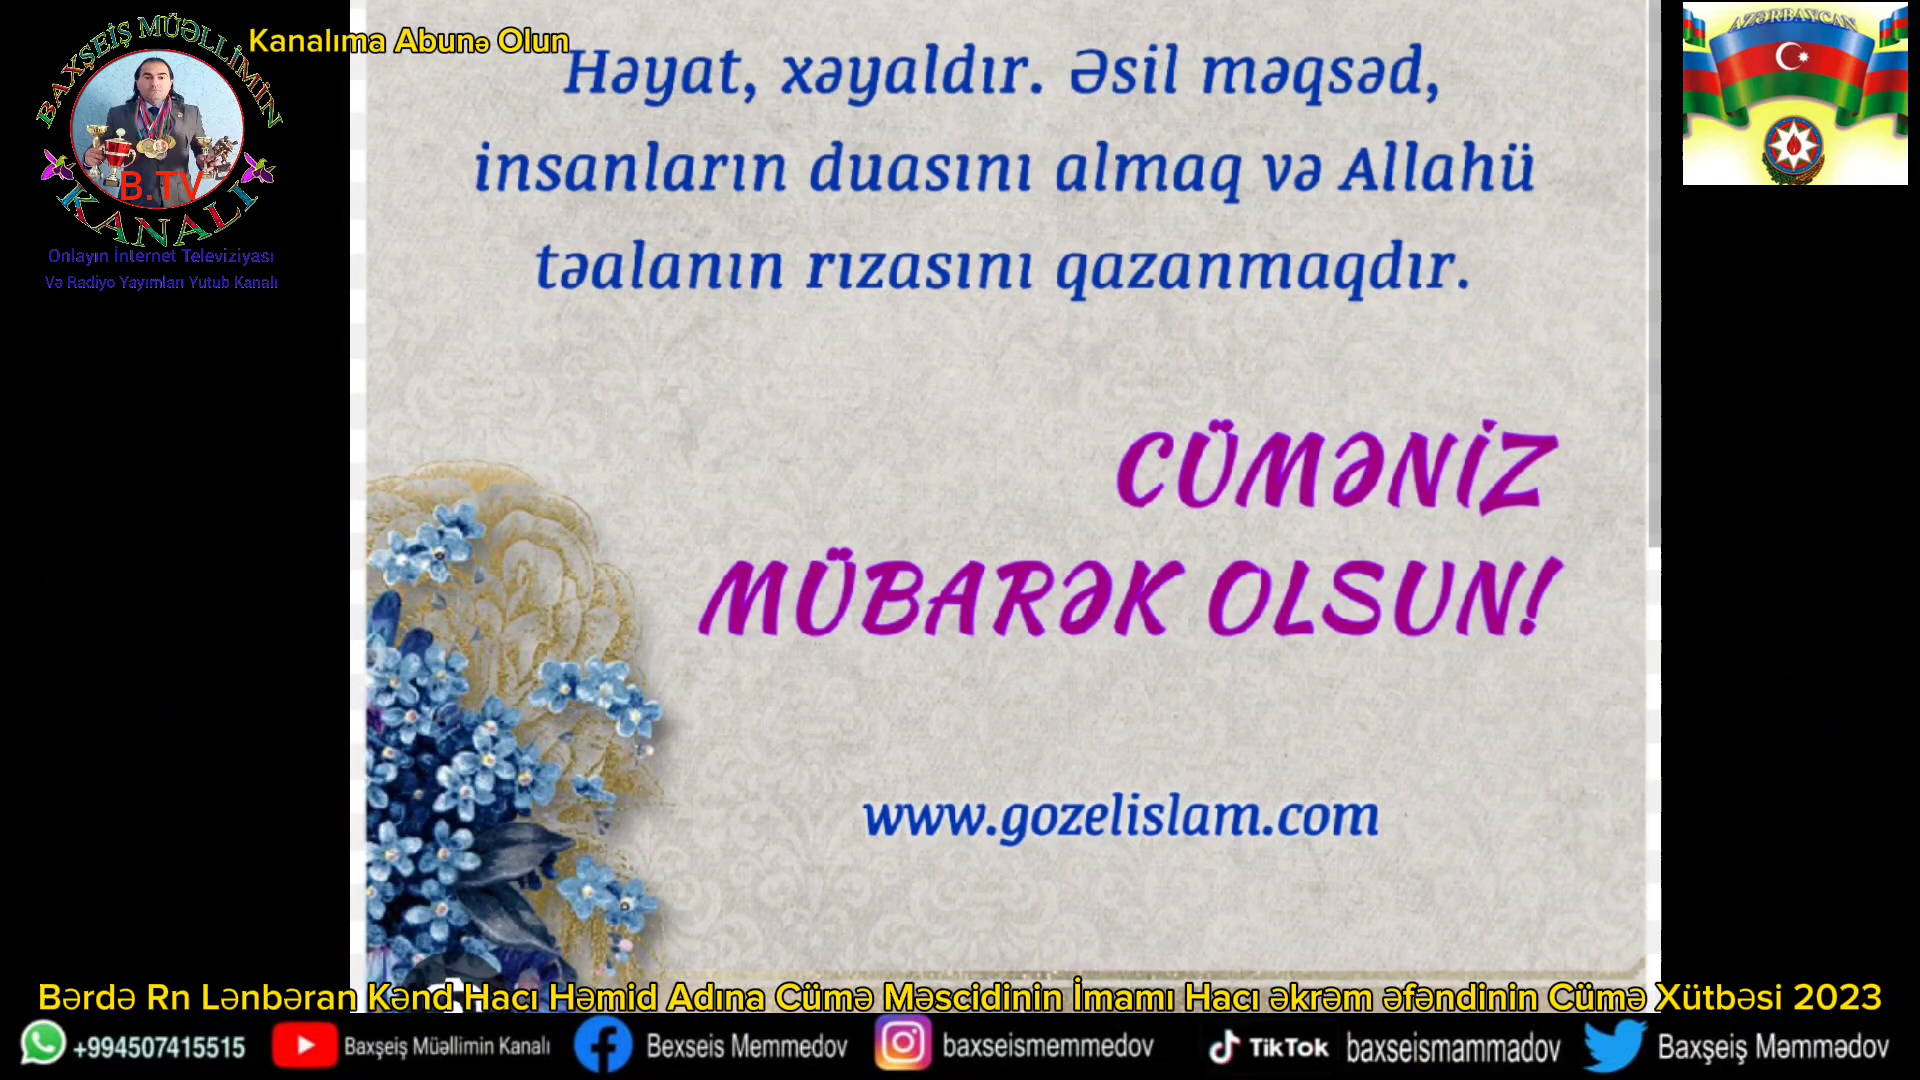 BAXŞEİŞ MÜƏLLİMİN
B.TV
KANALI
Onlayın İnternet Televiziyası
Və Radiyo Yayımları Yutub Kanalı
Kanalıma Abunə Olun
AZƏRBAYCAN
Həyat, xəyaldır. Əsil məqsəd,
insanların duasını almaq və Allahü
təalanın rızasını qazanmaqdır.
CÜMƏNİZ
MÜBARƏK OLSUN!
www.gozelislam.com
Bərdə Rn Lənbəran Kənd Hacı Həmid Adına Cümə Məscidinin İmamı Hacı əkrəm əfəndinin Cümə Xütbəsi 2023
+994507415515 Baxşeiş Müəllimin Kanalı Bexseis Memmedov baxseismemmedov TikTok baxseismammadov Baxşeiş Məmmədov